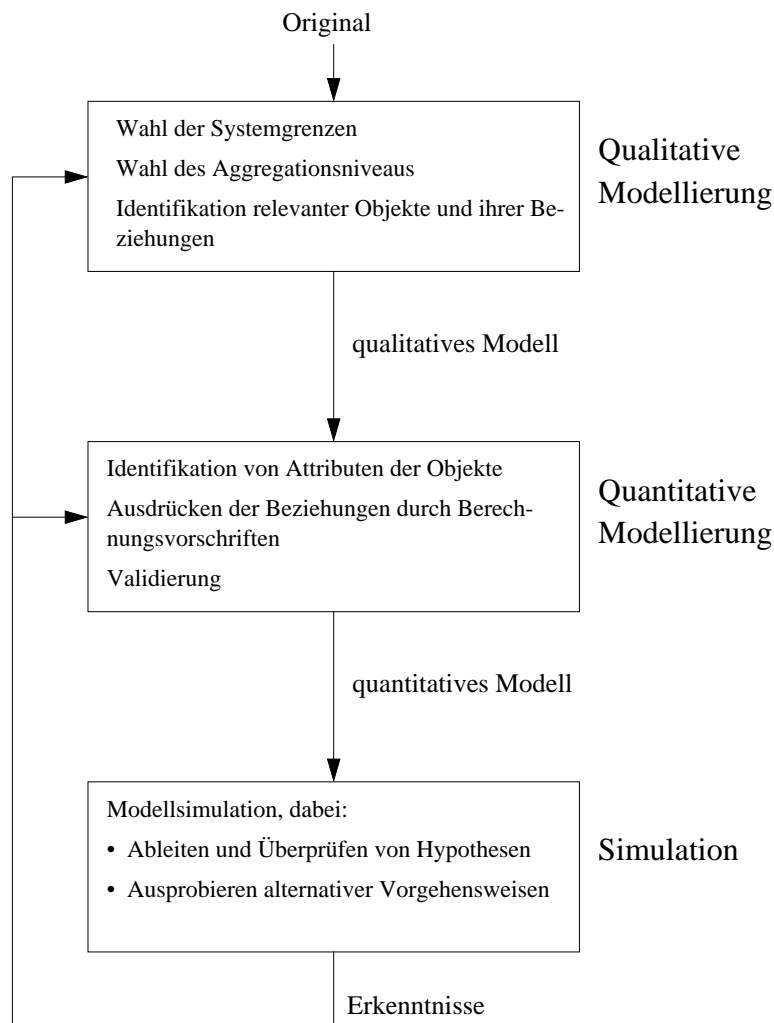 Original
Wahl der Systemgrenzen
Wahl des Aggregationsniveaus
Identifikation relevanter Objekte und ihrer Be-
ziehungen
Qualitative
Modellierung
qualitatives Modell
Identifikation von Attributen der Objekte
Ausdrücken der Beziehungen durch Berech-
nungsvorschriften
Validierung
Quantitative
Modellierung
quantitatives Modell
Modellsimulation, dabei:
• Ableiten und Überprüfen von Hypothesen
• Ausprobieren alternativer Vorgehensweisen
Simulation
Erkenntnisse